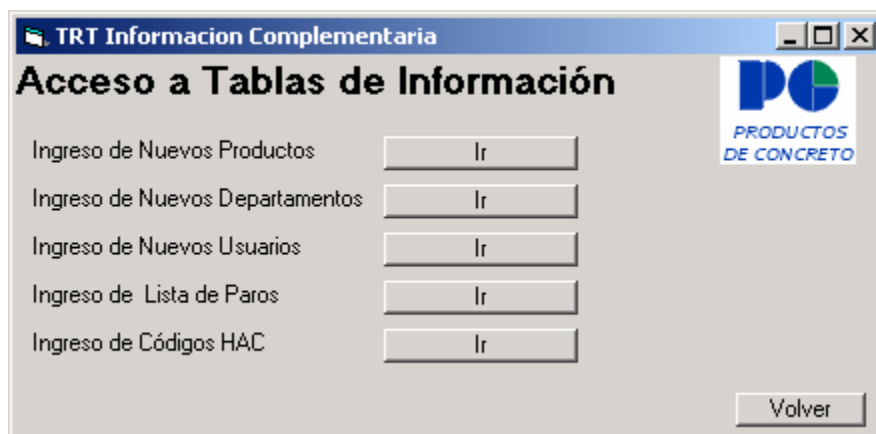 TRT Informacion Complementaria
Acceso a Tablas de Información
PC
PRODUCTOS
DE CONCRETO
Ingreso de Nuevos Productos Ir
Ingreso de Nuevos Departamentos Ir
Ingreso de Nuevos Usuarios Ir
Ingreso de  Lista de Paros Ir
Ingreso de Códigos HAC Ir
Volver